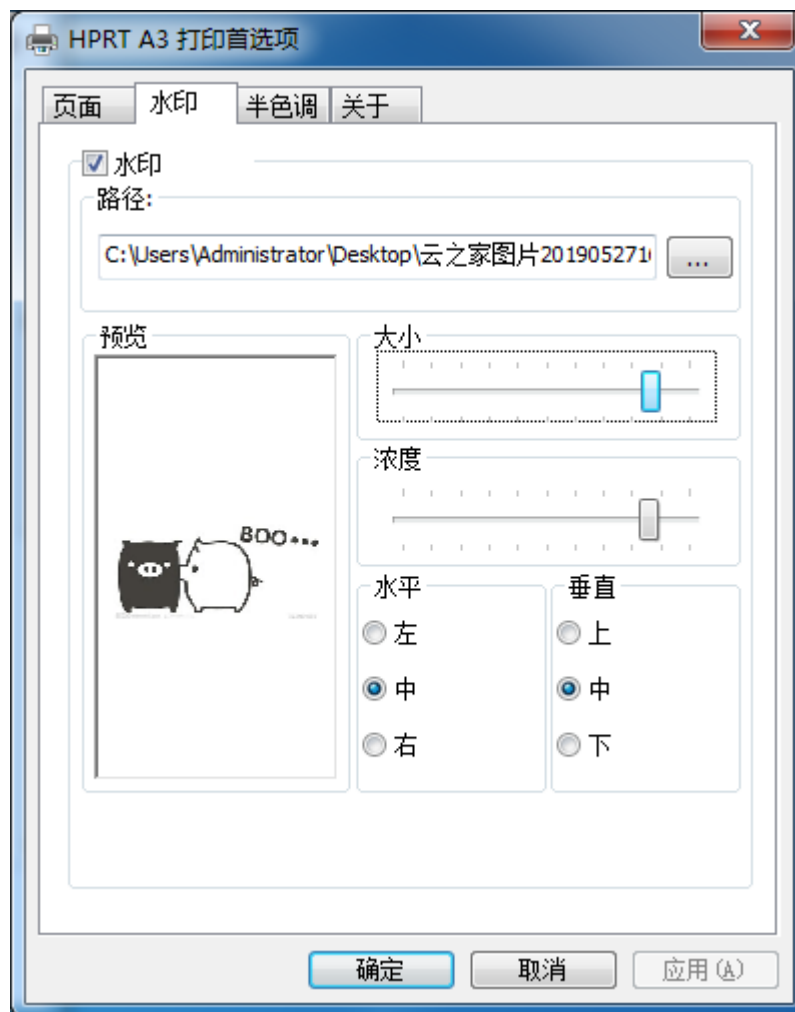 HPRT A3 打印首选项
页面 水印 半色调 关于
水印
路径:
C:\Users\Administrator\Desktop\云之家图片201905271 ...
预览 大小
浓度
BOO...
水平 垂直
左 上
中 中
右 下
确定 取消 应用(A)